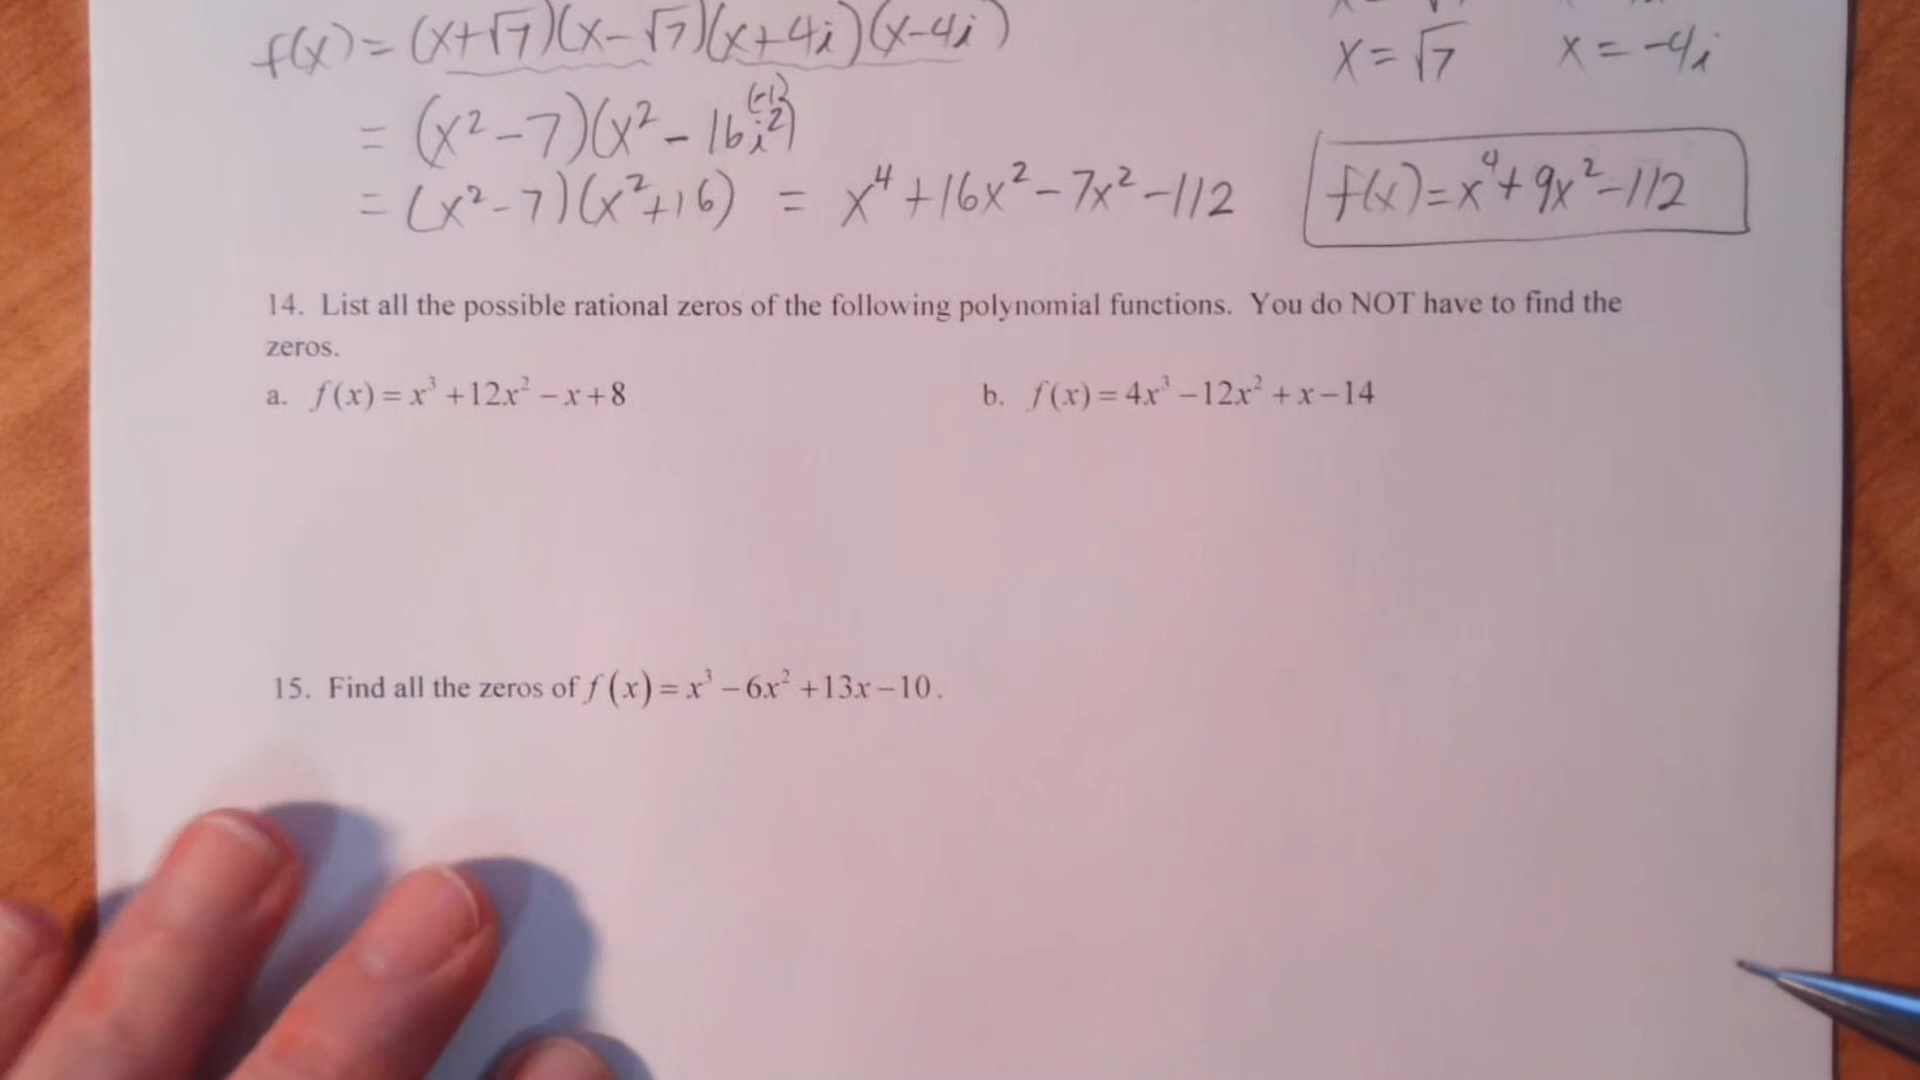 f(x) = (x+√7)(x-√7)(x+4i)(x-4i)
x = √7 x = -4i
= (x²-7)(x²-16i²)
(-1)
= (x²-7)(x²+16) = x⁴+16x²-7x²-112
f(x)=x⁴+9x²-112
14. List all the possible rational zeros of the following polynomial functions. You do NOT have to find the
zeros.
a. f(x) = x³ +12x² - x + 8
b. f(x) = 4x³ -12x² + x - 14
15. Find all the zeros of f(x) = x³ - 6x² +13x - 10.